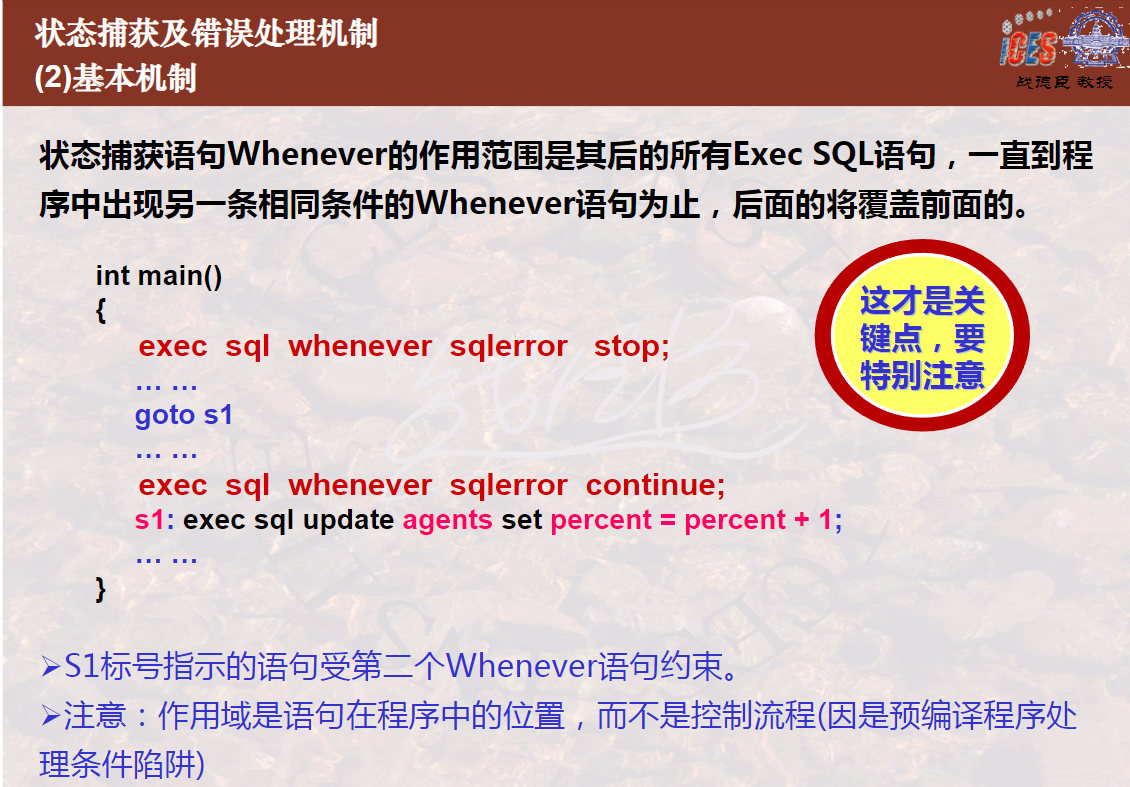 状态捕获及错误处理机制
(2)基本机制
iCES
战德臣 教授
状态捕获语句Whenever的作用范围是其后的所有Exec SQL语句，一直到程
序中出现另一条相同条件的Whenever语句为止，后面的将覆盖前面的。
int main()
{
exec sql whenever sqlerror stop;
… …
goto s1
… …
exec sql whenever sqlerror continue;
s1: exec sql update agents set percent = percent + 1;
… …
}
这才是关
键点，要
特别注意
➢S1标号指示的语句受第二个Whenever语句约束。
➢注意：作用域是语句在程序中的位置，而不是控制流程(因是预编译程序处
理条件陷阱)